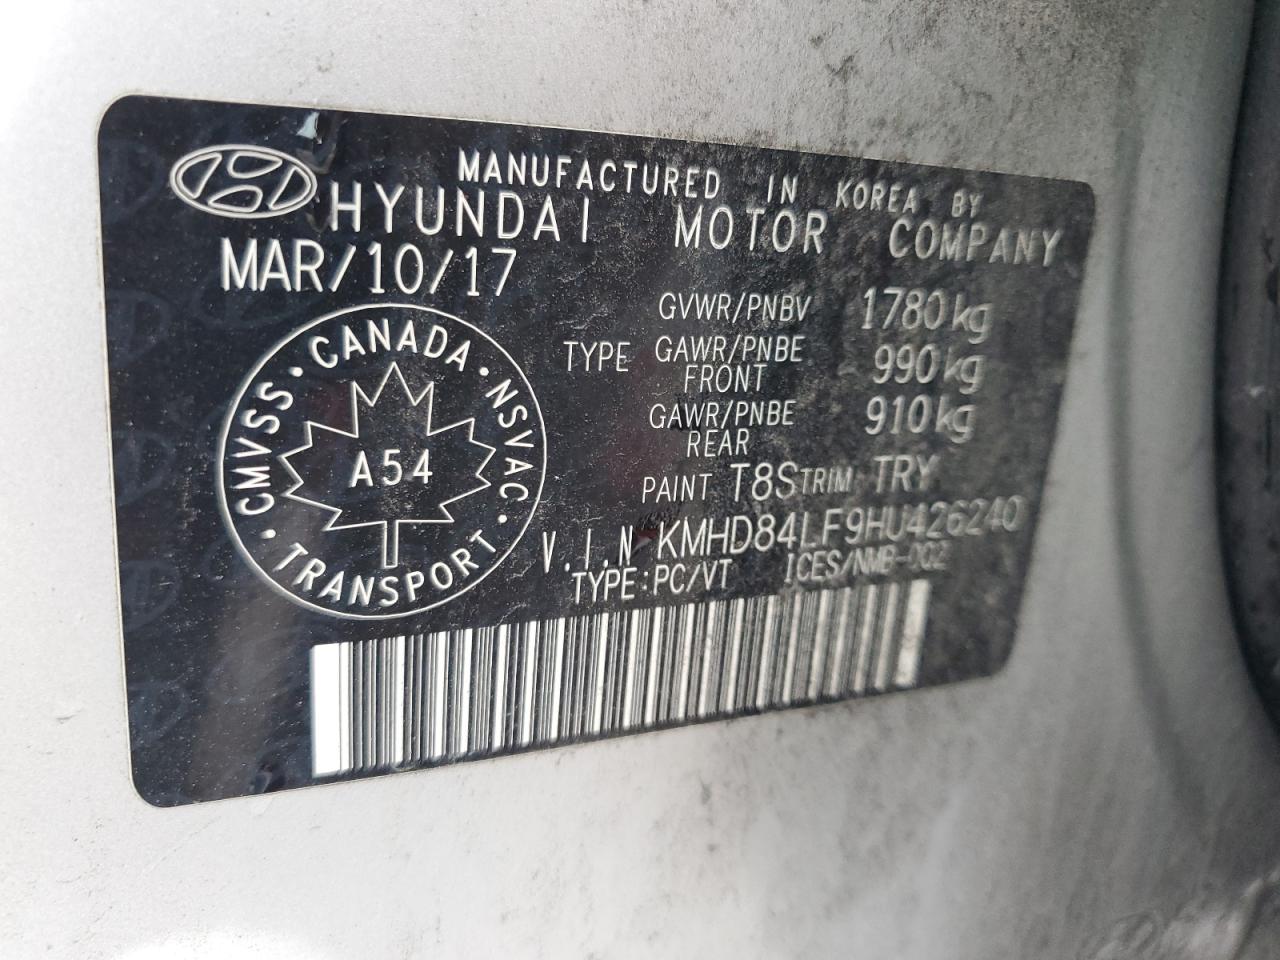 MANUFACTURED IN KOREA BY
HYUNDAI MOTOR COMPANY
MAR/10/17
GVWR/PNBV 1780kg
TYPE GAWR/PNBE FRONT 990kg
GAWR/PNBE REAR 910kg
PAINT T8S TRIM TRY
V.I.N KMHD84LF9HU426240
TYPE:PC/VT ICES/NMB-002
CMVSS · CANADA · NSVAC · TRANSPORT ·
A54